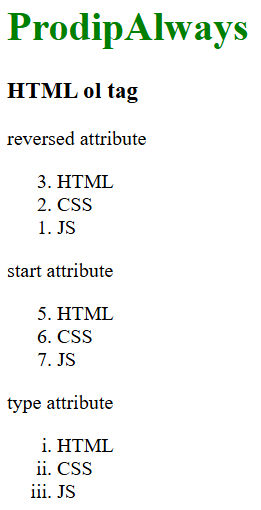 ProdipAlways
HTML ol tag
reversed attribute
3. HTML
2. CSS
1. JS
start attribute
5. HTML
6. CSS
7. JS
type attribute
i. HTML
ii. CSS
iii. JS